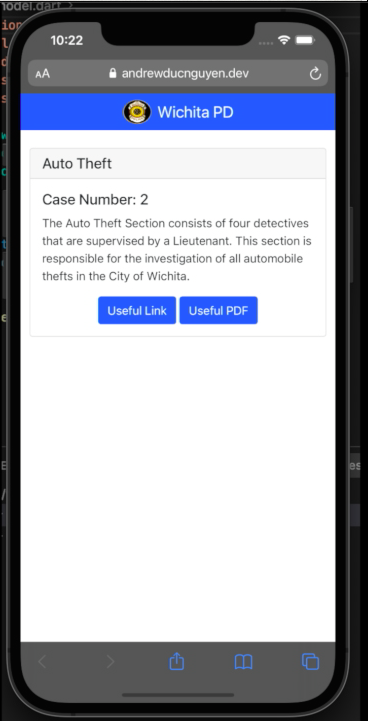 model.dart
10:22
AA
andrewducnguyen.dev
Wichita PD
Auto Theft
Case Number: 2
The Auto Theft Section consists of four detectives
that are supervised by a Lieutenant. This section is
responsible for the investigation of all automobile
thefts in the City of Wichita.
Useful Link
Useful PDF